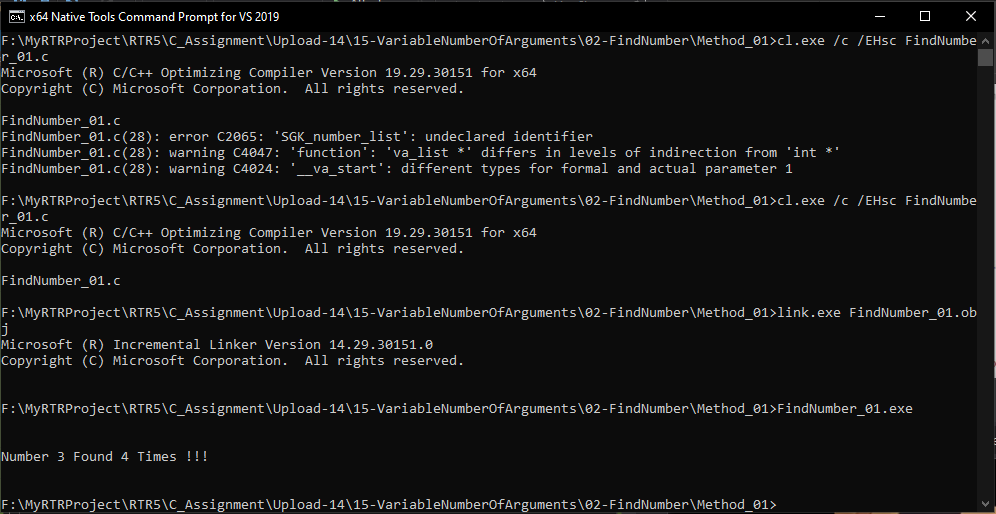 x64 Native Tools Command Prompt for VS 2019
F:\MyRTRProject\RTR5\C_Assignment\Upload-14\15-VariableNumberOfArguments\02-FindNumber\Method_01>cl.exe /c /EHsc FindNumbe
r_01.c
Microsoft (R) C/C++ Optimizing Compiler Version 19.29.30151 for x64
Copyright (C) Microsoft Corporation.  All rights reserved.
FindNumber_01.c
FindNumber_01.c(28): error C2065: 'SGK_number_list': undeclared identifier
FindNumber_01.c(28): warning C4047: 'function': 'va_list *' differs in levels of indirection from 'int *'
FindNumber_01.c(28): warning C4024: '__va_start': different types for formal and actual parameter 1
F:\MyRTRProject\RTR5\C_Assignment\Upload-14\15-VariableNumberOfArguments\02-FindNumber\Method_01>cl.exe /c /EHsc FindNumbe
r_01.c
Microsoft (R) C/C++ Optimizing Compiler Version 19.29.30151 for x64
Copyright (C) Microsoft Corporation.  All rights reserved.
FindNumber_01.c
F:\MyRTRProject\RTR5\C_Assignment\Upload-14\15-VariableNumberOfArguments\02-FindNumber\Method_01>link.exe FindNumber_01.ob
j
Microsoft (R) Incremental Linker Version 14.29.30151.0
Copyright (C) Microsoft Corporation.  All rights reserved.
F:\MyRTRProject\RTR5\C_Assignment\Upload-14\15-VariableNumberOfArguments\02-FindNumber\Method_01>FindNumber_01.exe
Number 3 Found 4 Times !!!
F:\MyRTRProject\RTR5\C_Assignment\Upload-14\15-VariableNumberOfArguments\02-FindNumber\Method_01>